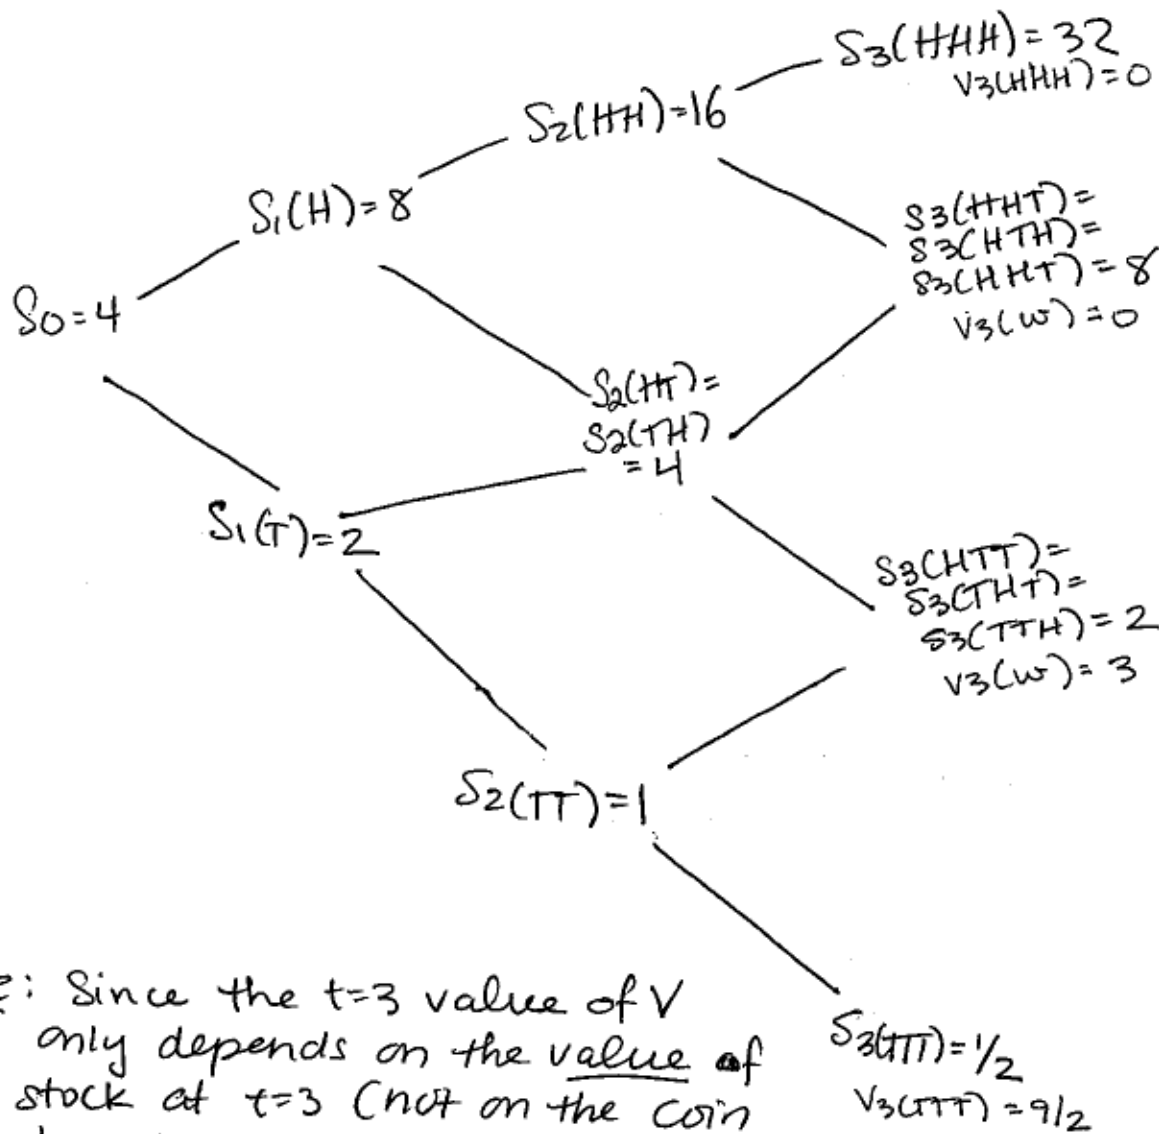 S3(HHH)=32
V3(HHH)=0
S2(HH)=16
S1(H)=8
S3(HHT)=
S3(HTH)=
S3(HHT)=8
V3(w)=0
S0=4
S2(HT)=
S2(TH)
=4
S1(T)=2
S3(HTT)=
S3(THT)=
S3(TTH)=2
V3(w)=3
S2(TT)=1
: Since the t=3 value of V
only depends on the value of
stock at t=3 (not on the coin
S3(TTT)=1/2
V3(TTT)=9/2